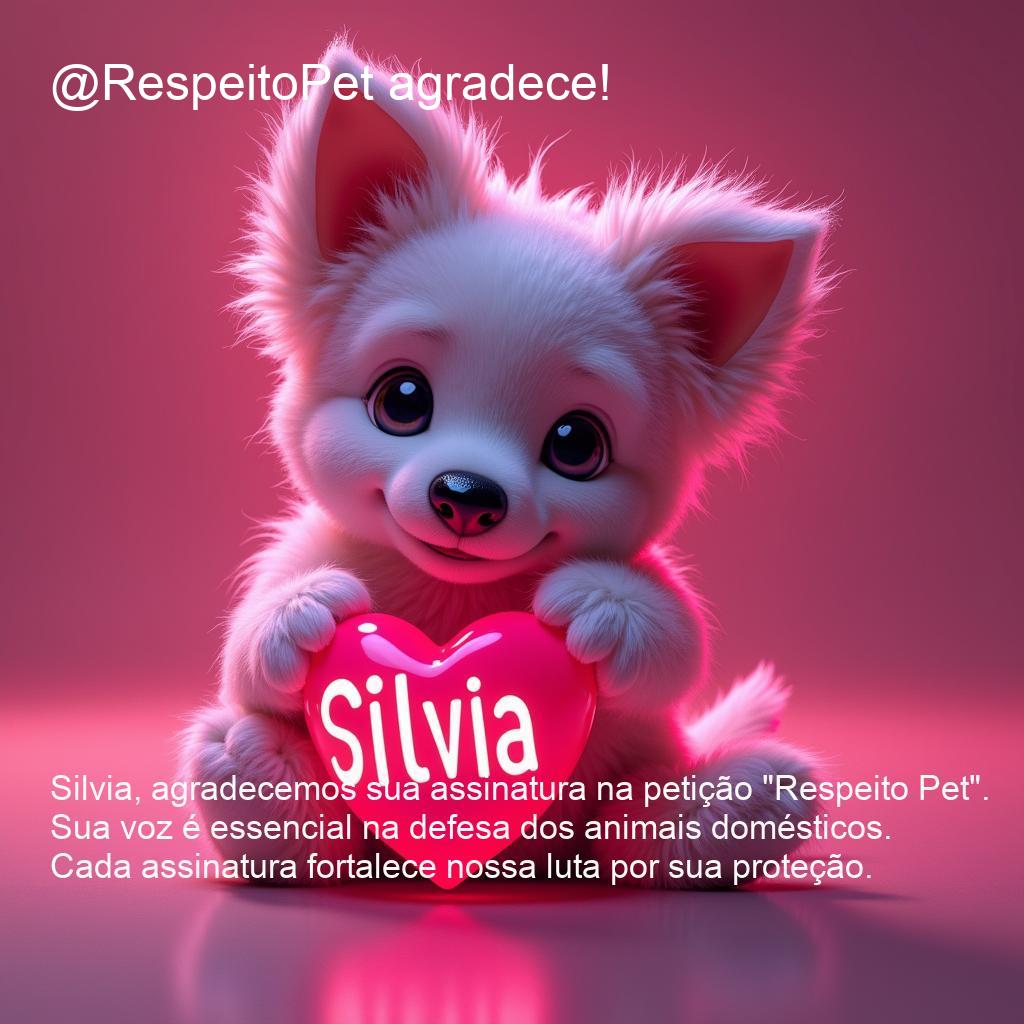 @RespeitoPet agradece!
Silvia
Silvia, agradecemos sua assinatura na petição "Respeito Pet".
Sua voz é essencial na defesa dos animais domésticos.
Cada assinatura fortalece nossa luta por sua proteção.